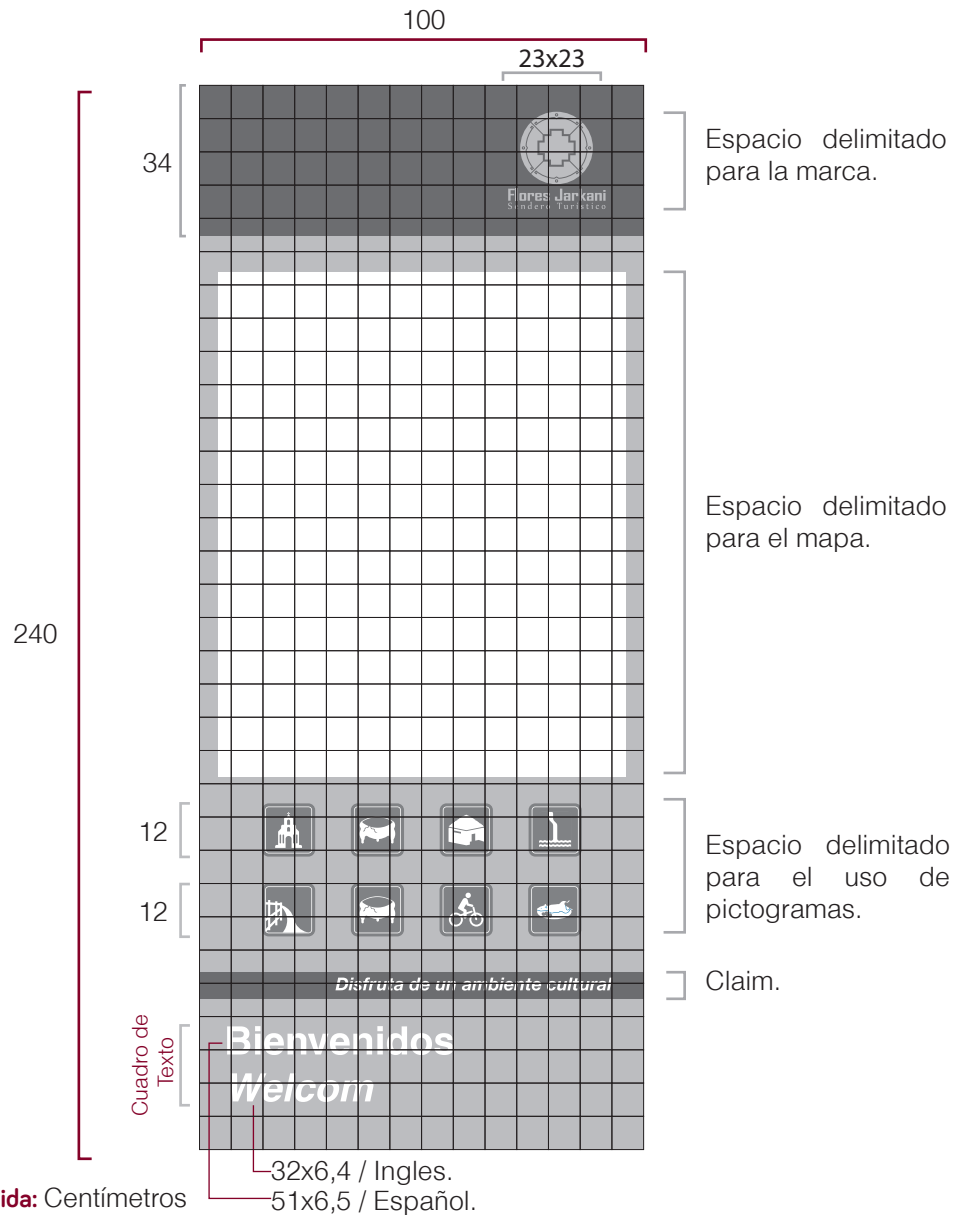 100
23x23
34
Flores Jarkani
Sendero Turístico
Espacio delimitado
para la marca.
Espacio delimitado
para el mapa.
240
12
12
Espacio delimitado
para el uso de
pictogramas.
Disfruta de un ambiente cultural
Claim.
Cuadro de
Texto
Bienvenidos
Welcom
32x6,4 / Ingles.
51x6,5 / Español.
ida: Centímetros